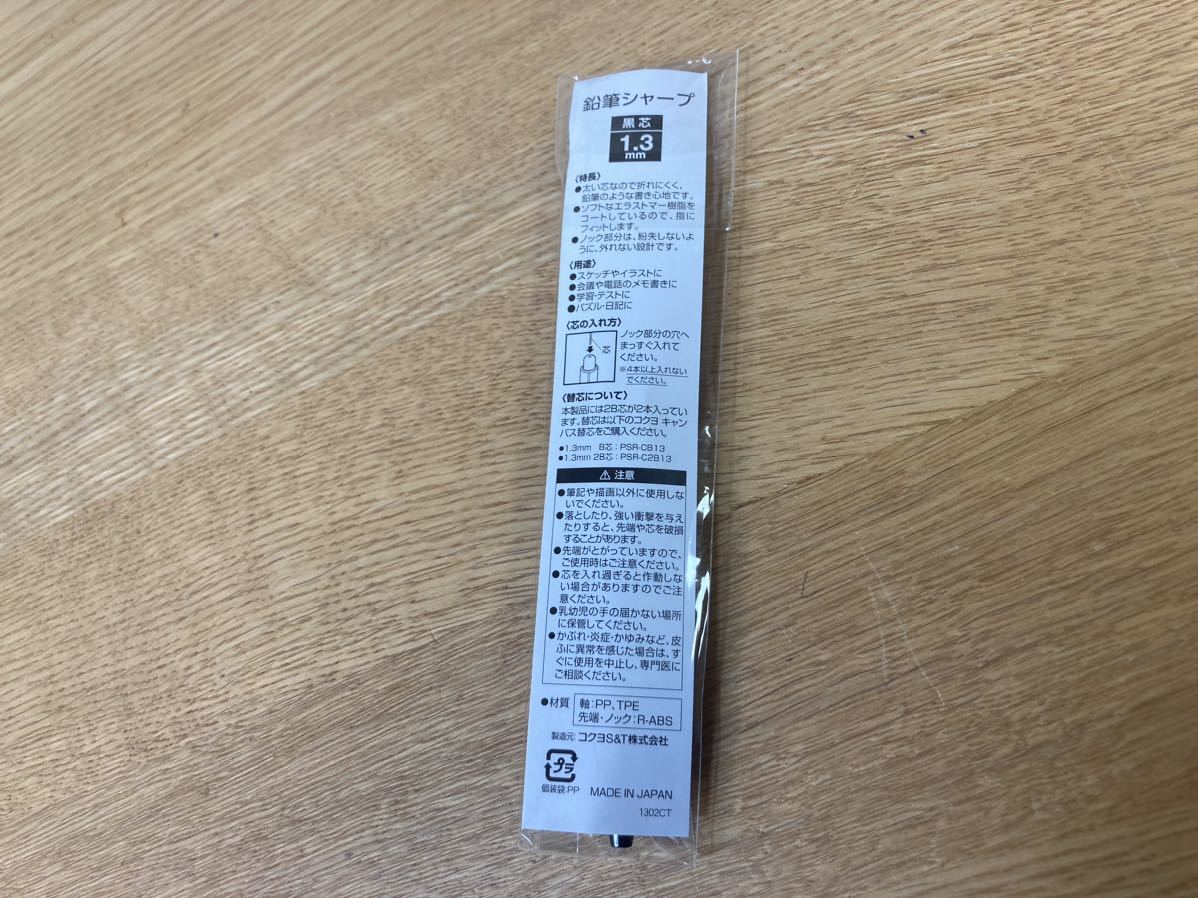 鉛筆シャープ
黒芯
1.3
mm
〈特長〉
●太い芯なので折れにくく、
鉛筆のような書き心地です。
●ソフトなエラストマー樹脂を
コートしているので、指に
フィットします。
●ノック部分は、紛失しないよ
うに、外れない設計です。
〈用途〉
●スケッチやイラストに
●会議や電話のメモ書きに
●学習・テストに
●パズル・日記に
〈芯の入れ方〉
芯
ノック部分の穴へ
まっすぐ入れて
ください。
※4本以上入れない
でください。
〈替芯について〉
本製品には2B芯が2本入ってい
ます。替芯は以下のコクヨ キャン
パス替芯をご購入ください。
●1.3mm B芯：PSR-CB13
●1.3mm 2B芯：PSR-C2B13
⚠ 注意
●筆記や描画以外に使用しな
いでください。
●落としたり、強い衝撃を与え
たりすると、先端や芯を破損
することがあります。
●先端がとがっていますので、
ご使用時はご注意ください。
●芯を入れ過ぎると作動しな
い場合がありますのでご注
意ください。
●乳幼児の手の届かない場所
に保管してください。
●かぶれ・炎症・かゆみなど、皮
ふに異常を感じた場合は、す
ぐに使用を中止し、専門医に
ご相談ください。
●材質
軸：PP、TPE
先端・ノック：R-ABS
製造元：コクヨS&T株式会社
プラ
個装袋：PP
MADE IN JAPAN
1302CT